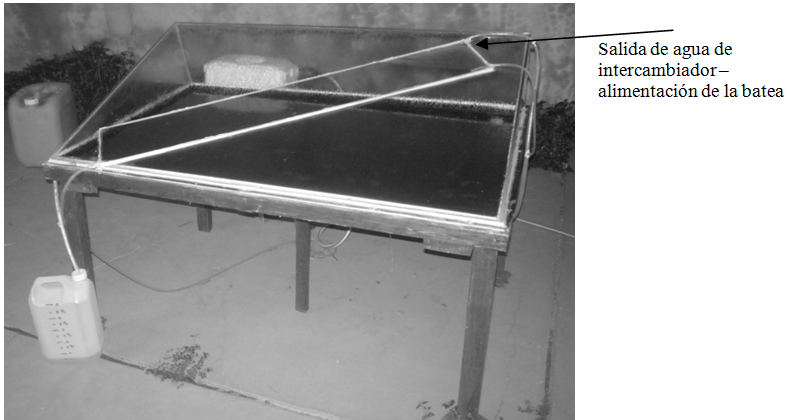 Salida de agua de
intercambiador –
alimentación de la batea